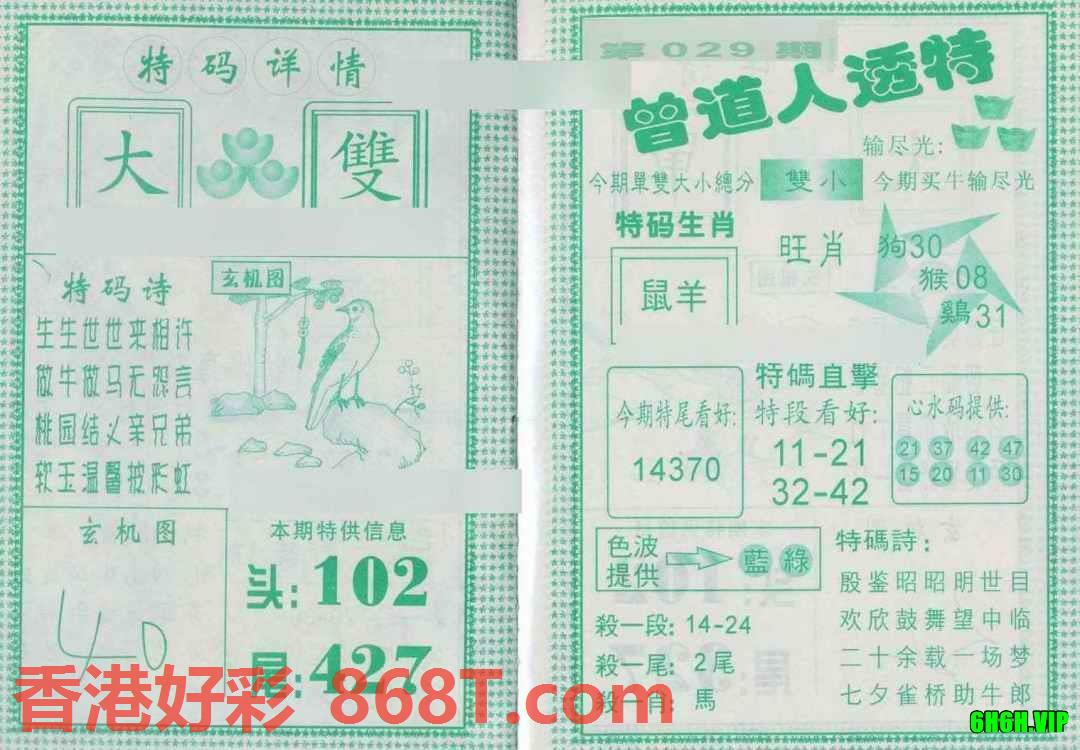 特码详情
大 雙
特码诗
生生世世来相许
做牛做马无怨言
桃园结义亲兄弟
软玉温馨披彩虹
玄机图
玄机图
40
本期特供信息
头: 102
尾: 427
第029期
曾道人透特
输尽光:
今期單雙大小總分 雙小 今期买牛输尽光
特码生肖
鼠羊
旺肖
狗30
猴08
鷄31
今期特尾看好:
14370
特碼直擊
特段看好:
11-21
32-42
心水码提供:
21 37 42 47
15 20 11 30
色波
提供
藍 綠
殺一段: 14-24
殺一尾: 2尾
殺一肖: 馬
特碼詩:
殷鉴昭昭明世目
欢欣鼓舞望中临
二十余载一场梦
七夕雀桥助牛郎
香港好彩 868T.com
6H6H.VIP